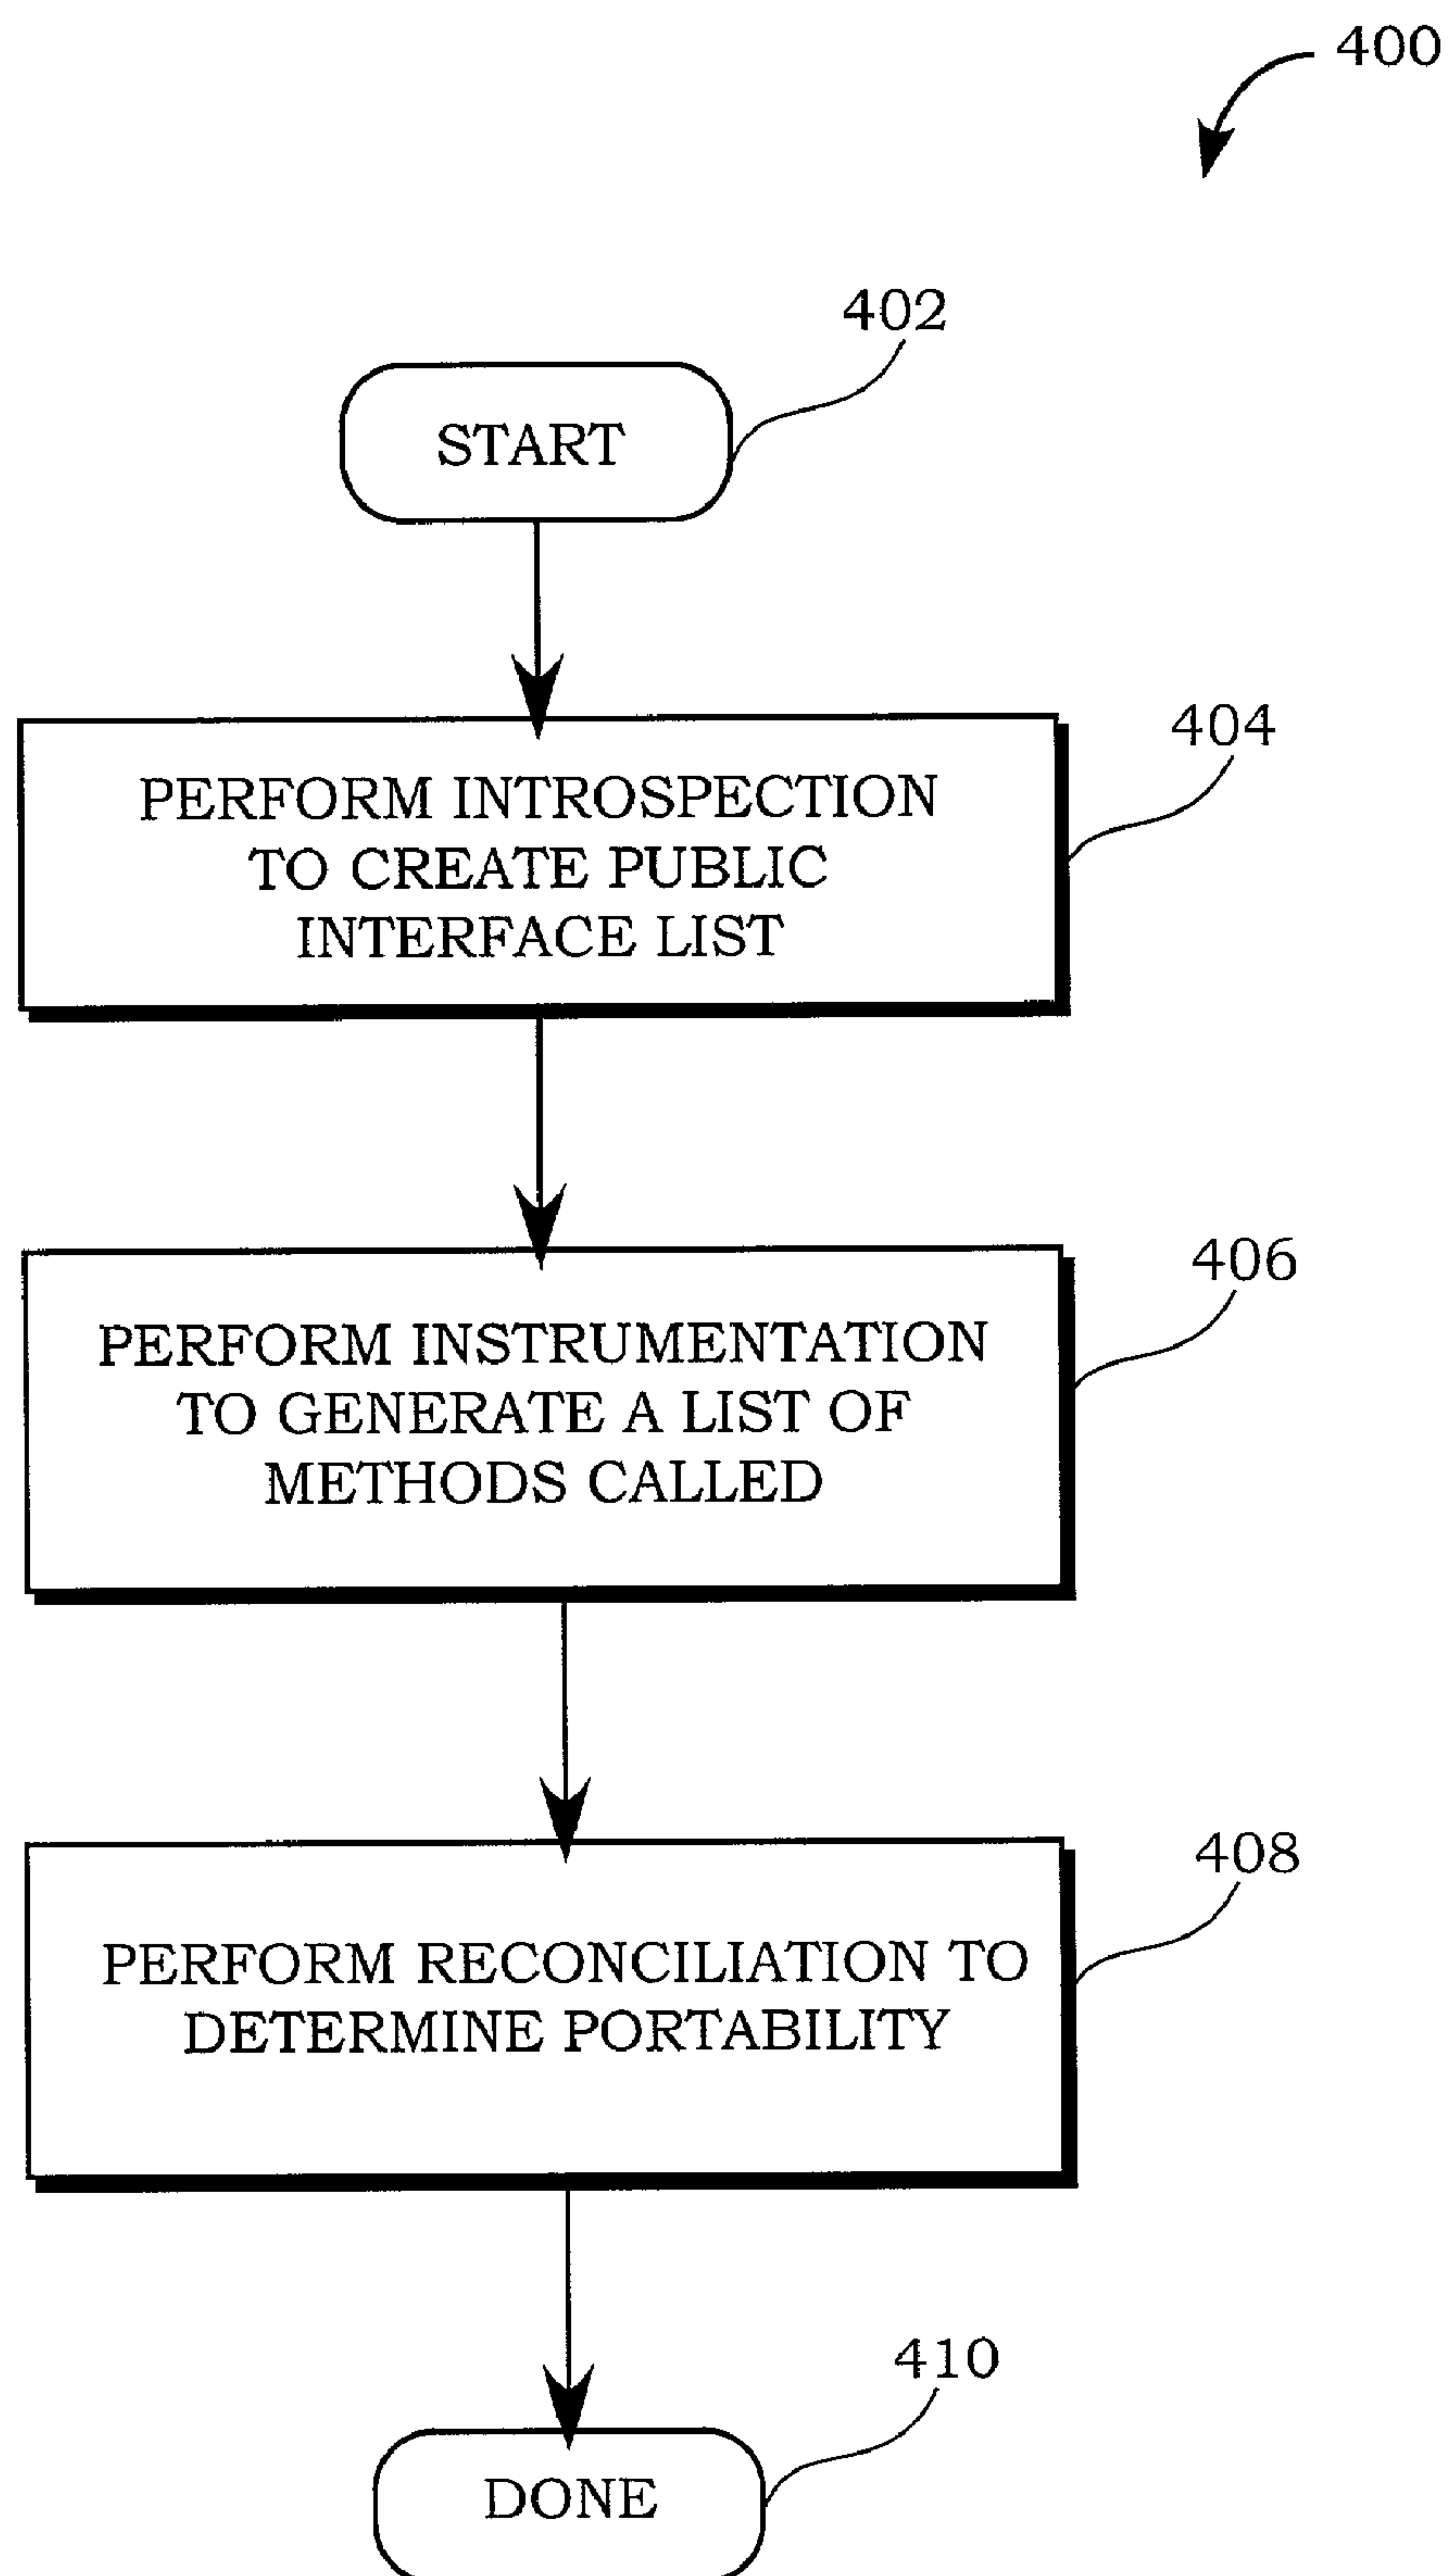 400
402
START
404
PERFORM INTROSPECTION
TO CREATE PUBLIC
INTERFACE LIST
406
PERFORM INSTRUMENTATION
TO GENERATE A LIST OF
METHODS CALLED
408
PERFORM RECONCILIATION TO
DETERMINE PORTABILITY
410
DONE